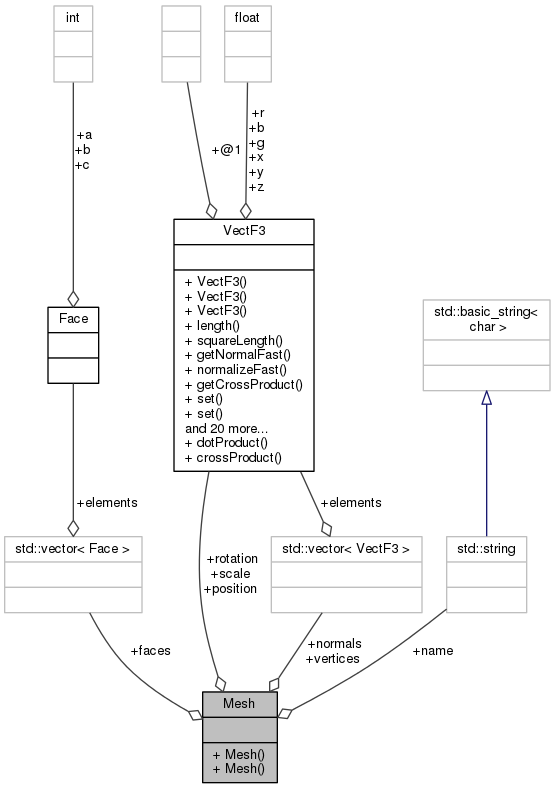 int
float
+a
+b
+c
+@1
+r
+b
+g
+x
+y
+z
VectF3
+ VectF3()
+ VectF3()
+ VectF3()
+ length()
+ squareLength()
+ getNormalFast()
+ normalizeFast()
+ getCrossProduct()
+ set()
+ set()
and 20 more...
+ dotProduct()
+ crossProduct()
Face
std::basic_string<
char >
+elements
+elements
std::vector< Face >
+rotation
+scale
+position
std::vector< VectF3 >
std::string
+faces
+normals
+vertices
+name
Mesh
+ Mesh()
+ Mesh()